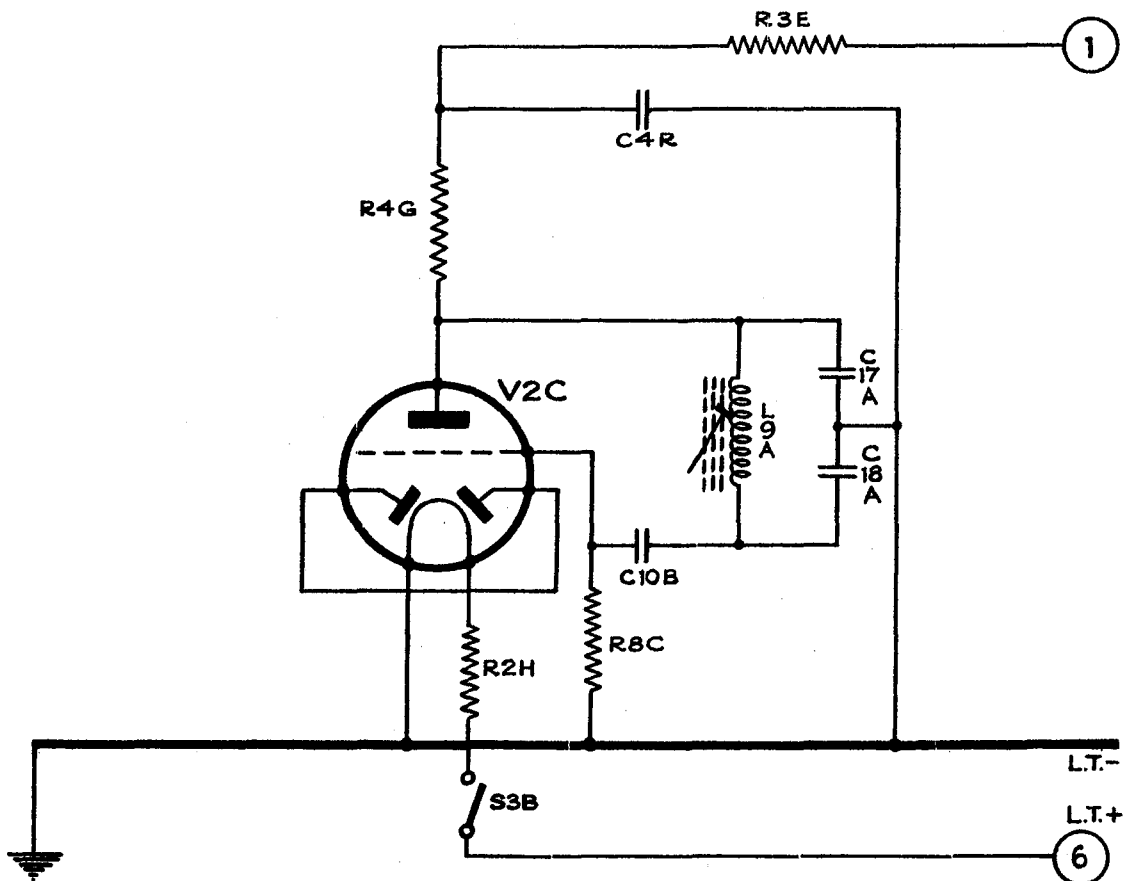 R3E
1
C4R
R4G
V2C
C
17
A
L
9
A
C
18
A
C10B
R8C
R2H
L.T.-
S3B
L.T.+
6